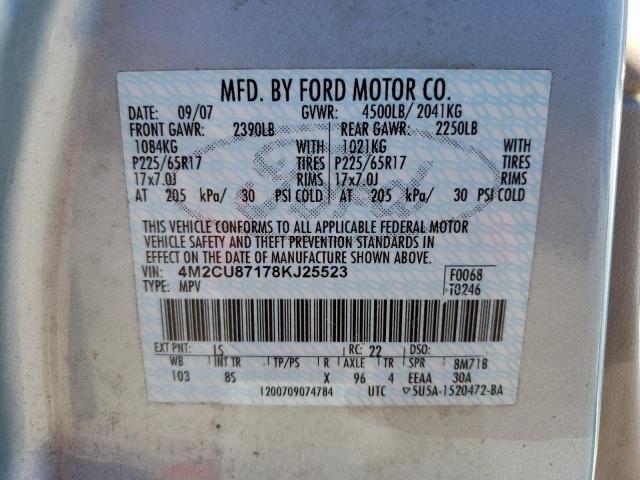 MFD. BY FORD MOTOR CO.
DATE: 09/07 GVWR: 4500LB/ 2041KG
FRONT GAWR: 2390LB REAR GAWR: 2250LB
1084KG WITH 1021KG WITH
P225/65R17 TIRES P225/65R17 TIRES
17x7.0J RIMS 17x7.0J RIMS
AT 205 kPa/ 30 PSI COLD AT 205 kPa/ 30 PSI COLD
THIS VEHICLE CONFORMS TO ALL APPLICABLE FEDERAL MOTOR
VEHICLE SAFETY AND THEFT PREVENTION STANDARDS IN EFFECT
ON THE DATE OF MANUFACTURE SHOWN ABOVE.
VIN: 4M2CU87178KJ25523 F0068
TYPE: MPV T0246
EXT PNT: LS RC: 22 DSO:
WB INT TR TP/PS R AXLE TR SPR 8M71B
103 8S X 96 4 EEAA 30A
1200709074784 UTC ▽5U5A-1520472-BA
Ford